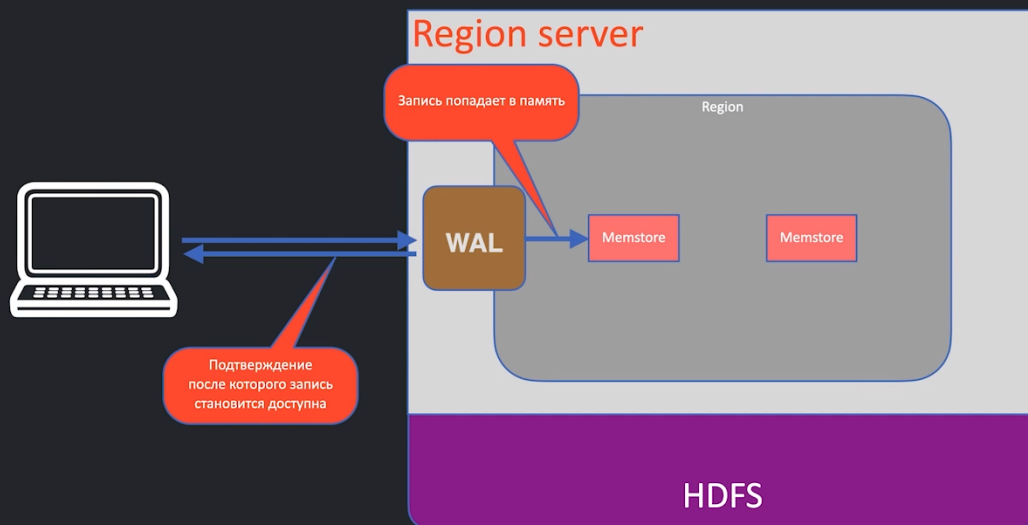 Region server
Запись попадает в память
Region
WAL
Memstore
Memstore
Подтверждение
после которого запись
становится доступна
HDFS